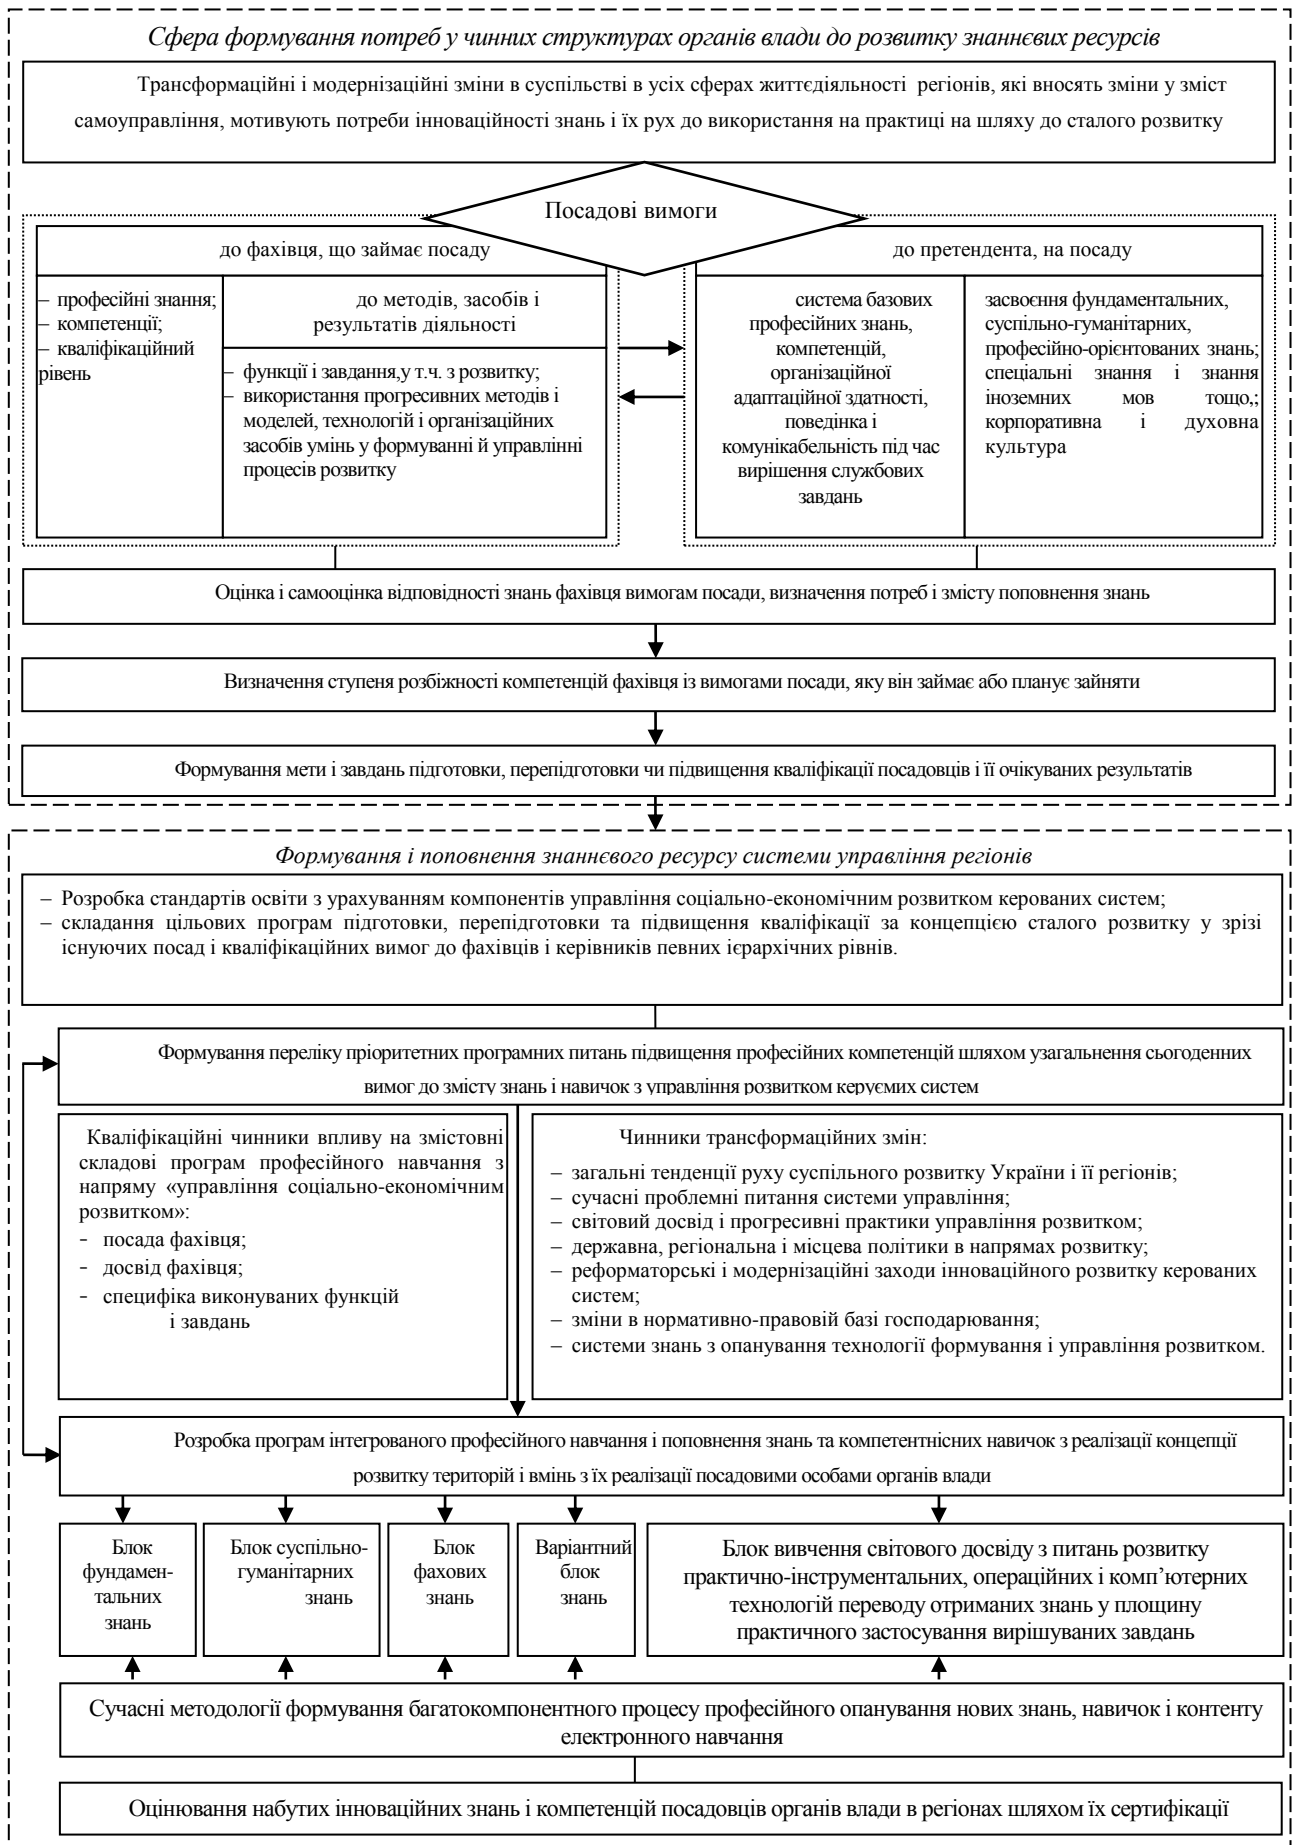 Сфера формування потреб у чинних структурах органів влади до розвитку знаннєвих ресурсів
Трансформаційні і модернізаційні зміни в суспільстві в усіх сферах життєдіяльності регіонів, які вносять зміни у зміст
самоуправління, мотивують потреби інноваційності знань і їх рух до використання на практиці на шляху до сталого розвитку
Посадові вимоги
до фахівця, що займає посаду
– професійні знання;
– компетенції;
– кваліфікаційний
рівень
до методів, засобів і
результатів діяльності
– функції і завдання,у т.ч. з розвитку;
– використання прогресивних методів і
моделей, технологій і організаційних
засобів умінь у формуванні й управлінні
процесів розвитку
до претендента, на посаду
система базових
професійних знань,
компетенцій,
організаційної
адаптаційної здатності,
поведінка і
комунікабельність під час
вирішення службових
завдань
засвоєння фундаментальних,
суспільно-гуманітарних,
професійно-орієнтованих знань;
спеціальні знання і знання
іноземних мов тощо,;
корпоративна і духовна
культура
Оцінка і самооцінка відповідності знань фахівця вимогам посади, визначення потреб і змісту поповнення знань
Визначення ступеня розбіжності компетенцій фахівця із вимогами посади, яку він займає або планує зайняти
Формування мети і завдань підготовки, перепідготовки чи підвищення кваліфікації посадовців і її очікуваних результатів
Формування і поповнення знаннєвого ресурсу системи управління регіонів
– Розробка стандартів освіти з урахуванням компонентів управління соціально-економічним розвитком керованих систем;
– складання цільових програм підготовки, перепідготовки та підвищення кваліфікації за концепцією сталого розвитку у зрізі
існуючих посад і кваліфікаційних вимог до фахівців і керівників певних ієрархічних рівнів.
Формування переліку пріоритетних програмних питань підвищення професійних компетенцій шляхом узагальнення сьогоденних
вимог до змісту знань і навичок з управління розвитком керуємих систем
Кваліфікаційні чинники впливу на змістовні
складові програм професійного навчання з
напряму «управління соціально-економічним
розвитком»:
- посада фахівця;
- досвід фахівця;
- специфіка виконуваних функцій
і завдань
Чинники трансформаційних змін:
– загальні тенденції руху суспільного розвитку України і її регіонів;
– сучасні проблемні питання системи управління;
– світовий досвід і прогресивні практики управління розвитком;
– державна, регіональна і місцева політики в напрямах розвитку;
– реформаторські і модернізаційні заходи інноваційного розвитку керованих
систем;
– зміни в нормативно-правовій базі господарювання;
– системи знань з опанування технології формування і управління розвитком.
Розробка програм інтегрованого професійного навчання і поповнення знань та компетентнісних навичок з реалізації концепції
розвитку територій і вмінь з їх реалізації посадовими особами органів влади
Блок
фундамен-
тальних
знань
Блок суспільно-
гуманітарних
знань
Блок
фахових
знань
Варіантний
блок
знань
Блок вивчення світового досвіду з питань розвитку
практично-інструментальних, операційних і комп’ютерних
технологій переводу отриманих знань у площину
практичного застосування вирішуваних завдань
Сучасні методології формування багатокомпонентного процесу професійного опанування нових знань, навичок і контенту
електронного навчання
Оцінювання набутих інноваційних знань і компетенцій посадовців органів влади в регіонах шляхом їх сертифікації